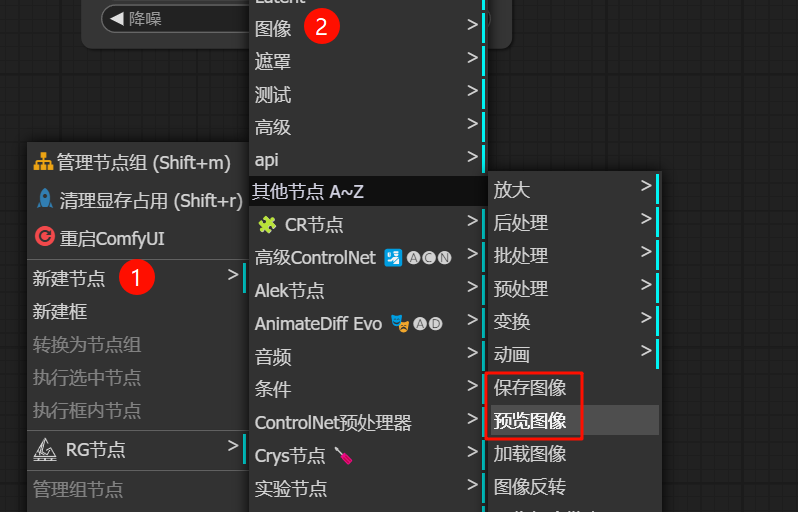 降噪
图像 2
遮罩
测试
高级
api
其他节点 A~Z
CR节点
高级ControlNet ACN
Alek节点
AnimateDiff Evo AD
音频
条件
ControlNet预处理器
Crys节点
实验节点
管理节点组 (Shift+m)
清理显存占用 (Shift+r)
重启ComfyUI
新建节点 1
新建框
转换为节点组
执行选中节点
执行框内节点
RG节点
管理组节点
放大
后处理
批处理
预处理
变换
动画
保存图像
预览图像
加载图像
图像反转